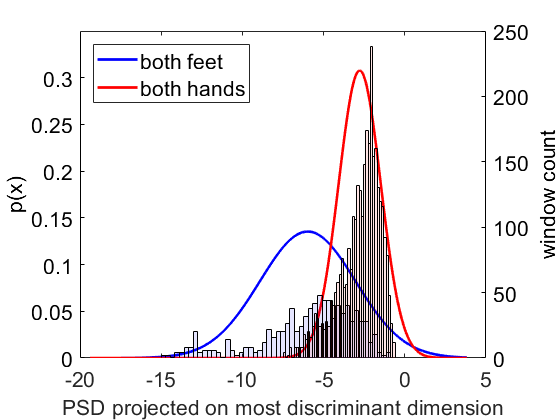 both feet
both hands
0.3
0.25
0.2
0.15
0.1
0.05
0
p(x)
250
200
150
100
50
0
window count
-20 -15 -10 -5 0 5
PSD projected on most discriminant dimension